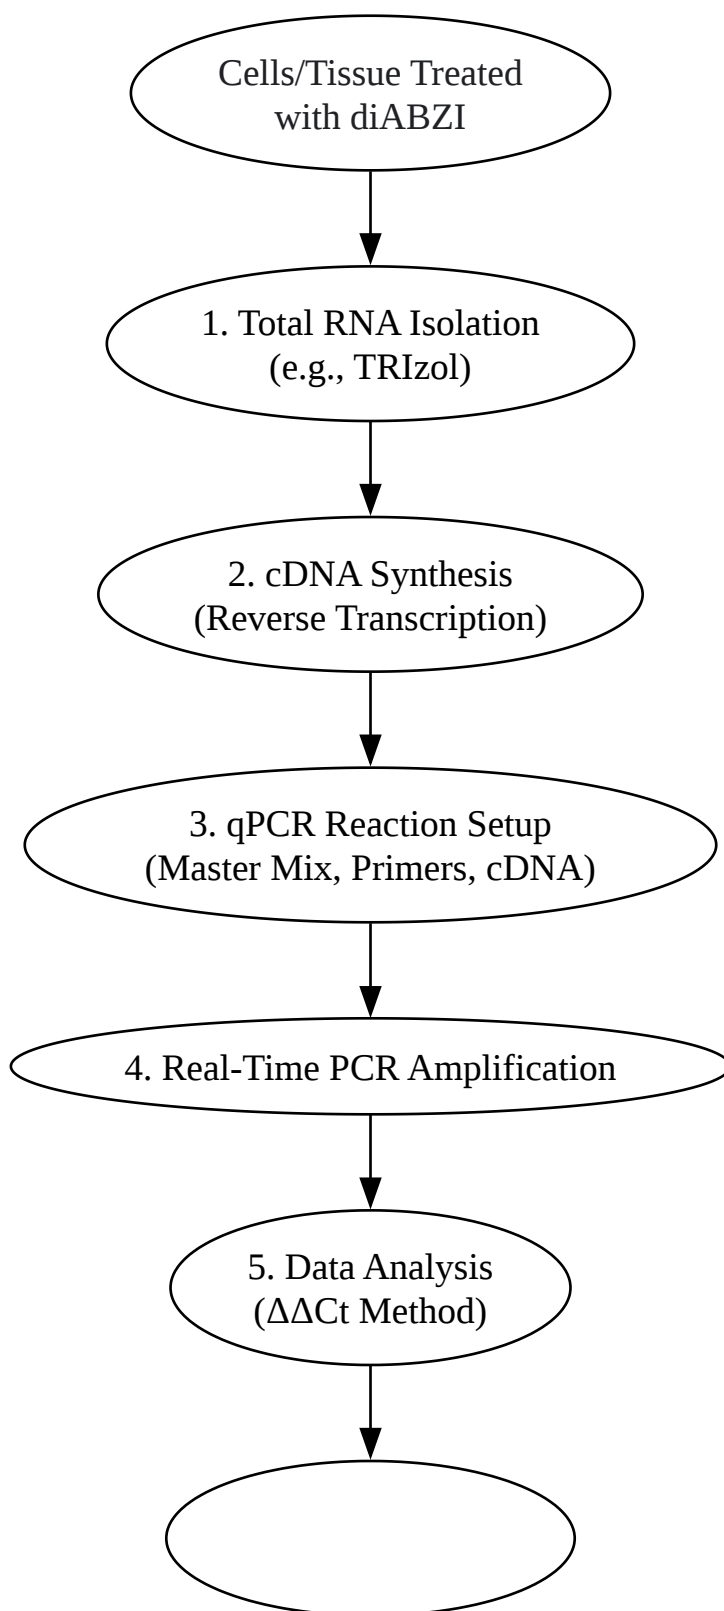 Cells/Tissue Treated
with diABZI
1. Total RNA Isolation
(e.g., TRIzol)
2. cDNA Synthesis
(Reverse Transcription)
3. qPCR Reaction Setup
(Master Mix, Primers, cDNA)
4. Real-Time PCR Amplification
5. Data Analysis
(ΔΔCt Method)